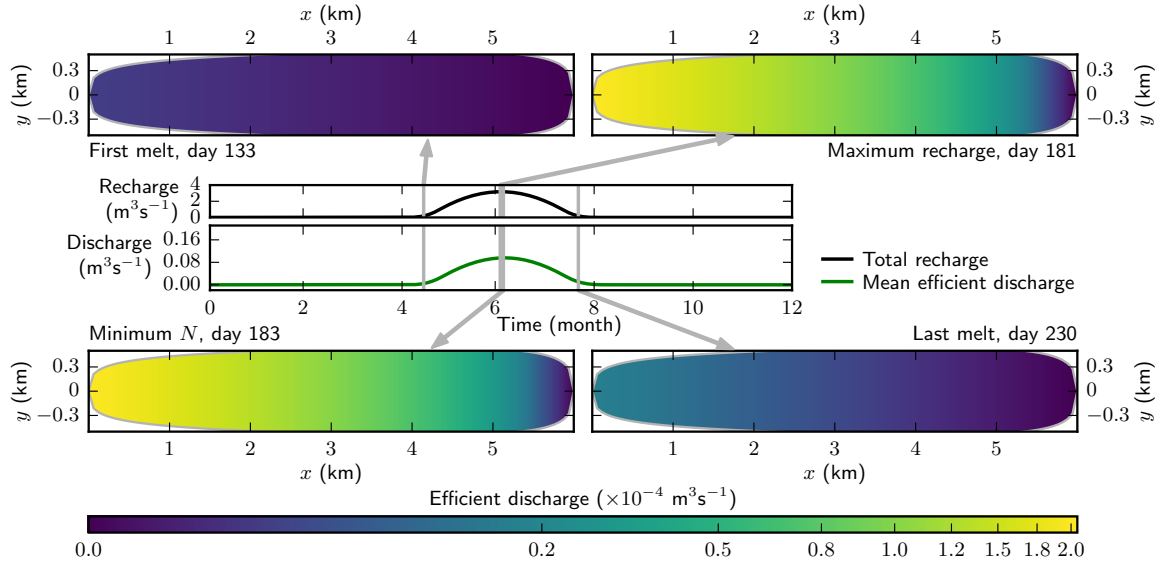 x (km) x (km)
1 2 3 4 5 1 2 3 4 5
y (km) 0.3 0 −0.3 0.3 0 −0.3 y (km)
First melt, day 133 Maximum recharge, day 181
Recharge (m³s⁻¹) 4 2 0
Discharge (m³s⁻¹) 0.16 0.08 0.00
Total recharge
Mean efficient discharge
0 2 4 6 8 10 12
Time (month)
Minimum N, day 183 Last melt, day 230
y (km) 0.3 0 −0.3 0.3 0 −0.3 y (km)
1 2 3 4 5 1 2 3 4 5
x (km) x (km)
Efficient discharge (×10⁻⁴ m³s⁻¹)
0.0 0.2 0.5 0.8 1.0 1.2 1.5 1.8 2.0